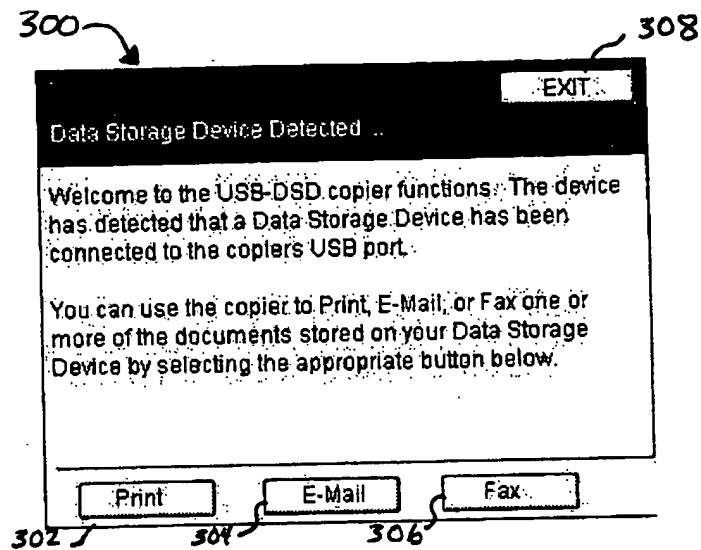 300
308
EXIT
Data Storage Device Detected ..
Welcome to the USB-DSD copier functions. The device
has detected that a Data Storage Device has been
connected to the copiers USB port.
You can use the copier to Print, E-Mail, or Fax one or
more of the documents stored on your Data Storage
Device by selecting the appropriate button below.
Print
E-Mail
Fax
302
304
306